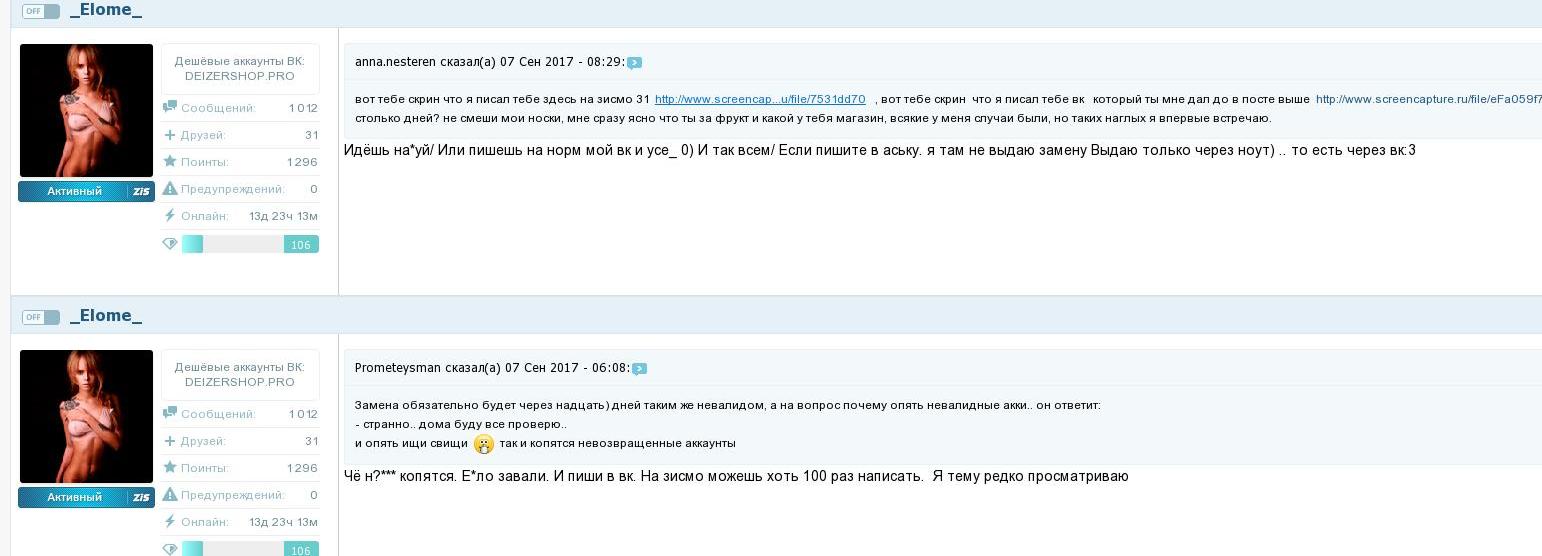 OFF _Elome_
Дешёвые аккаунты ВК:
DEIZERSHOP.PRO
Сообщений: 1 012
Друзей: 31
Поинты: 1 296
Предупреждений: 0
Онлайн: 13д 23ч 13м
106
Активный ZiS
anna.nesteren сказал(а) 07 Сен 2017 - 08:29:
вот тебе скрин что я писал тебе здесь на зисмо 31 http://www.screencap...u/file/7531dd70 , вот тебе скрин что я писал тебе вк который ты мне дал до в посте выше http://www.screencapture.ru/file/eFa059f7
столько дней? не смеши мои носки, мне сразу ясно что ты за фрукт и какой у тебя магазин, всякие у меня случаи были, но таких наглых я впервые встречаю.
Идёшь на*уй/ Или пишешь на норм мой вк и усе_ 0) И так всем/ Если пишите в аську. я там не выдаю замену Выдаю только через ноут) .. то есть через вк:3
OFF _Elome_
Дешёвые аккаунты ВК:
DEIZERSHOP.PRO
Сообщений: 1 012
Друзей: 31
Поинты: 1 296
Предупреждений: 0
Онлайн: 13д 23ч 13м
106
Активный ZiS
Prometeysman сказал(а) 07 Сен 2017 - 06:08:
Замена обязательно будет через надцать) дней таким же невалидом, а на вопрос почему опять невалидные акки.. он ответит:
- странно.. дома буду все проверю..
и опять ищи свищи так и копятся невозвращенные аккаунты
Чё н?*** копятся. Е*ло завали. И пиши в вк. На зисмо можешь хоть 100 раз написать. Я тему редко просматриваю